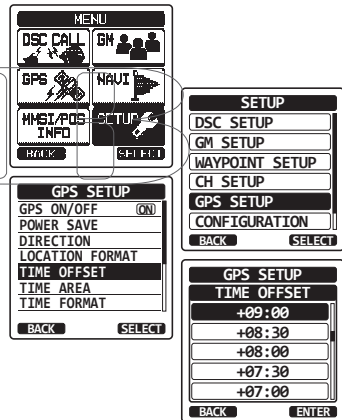 MENU
DSC CALL GM
GPS NAVI
MMSI/POS INFO SETUP
BACK SELECT
SETUP
DSC SETUP
GM SETUP
WAYPOINT SETUP
CH SETUP
GPS SETUP
CONFIGURATION
BACK SELECT
GPS SETUP
GPS ON/OFF ON
POWER SAVE
DIRECTION
LOCATION FORMAT
TIME OFFSET
TIME AREA
TIME FORMAT
BACK SELECT
GPS SETUP
TIME OFFSET
+09:00
+08:30
+08:00
+07:30
+07:00
BACK ENTER